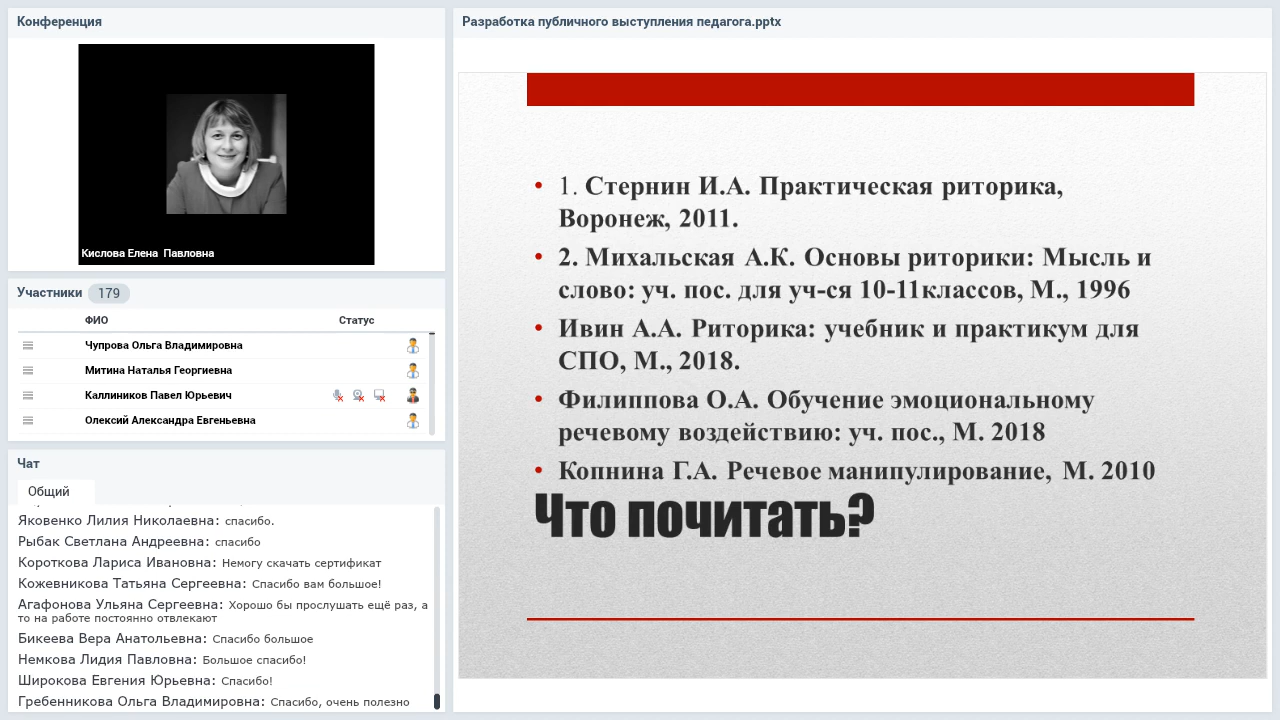 Конференция
Кислова Елена  Павловна
Участники 179
ФИО Статус
Чупрова Ольга Владимировна
Митина Наталья Георгиевна
Каллиников Павел Юрьевич
Олексий Александра Евгеньевна
Чат
Общий
Яковенко Лилия Николаевна: спасибо.
Рыбак Светлана Андреевна: спасибо
Короткова Лариса Ивановна: Немогу скачать сертификат
Кожевникова Татьяна Сергеевна: Спасибо вам большое!
Агафонова Ульяна Сергеевна: Хорошо бы прослушать ещё раз, а
то на работе постоянно отвлекают
Бикеева Вера Анатольевна: Спасибо большое
Немкова Лидия Павловна: Большое спасибо!
Широкова Евгения Юрьевна: Спасибо!
Гребенникова Ольга Владимировна: Спасибо, очень полезно
Разработка публичного выступления педагога.pptx
• 1. Стернин И.А. Практическая риторика,
Воронеж, 2011.
• 2. Михальская А.К. Основы риторики: Мысль и
слово: уч. пос. для уч-ся 10-11классов, М., 1996
• Ивин А.А. Риторика: учебник и практикум для
СПО, М., 2018.
• Филиппова О.А. Обучение эмоциональному
речевому воздействию: уч. пос., М. 2018
• Копнина Г.А. Речевое манипулирование, М. 2010
Что почитать?